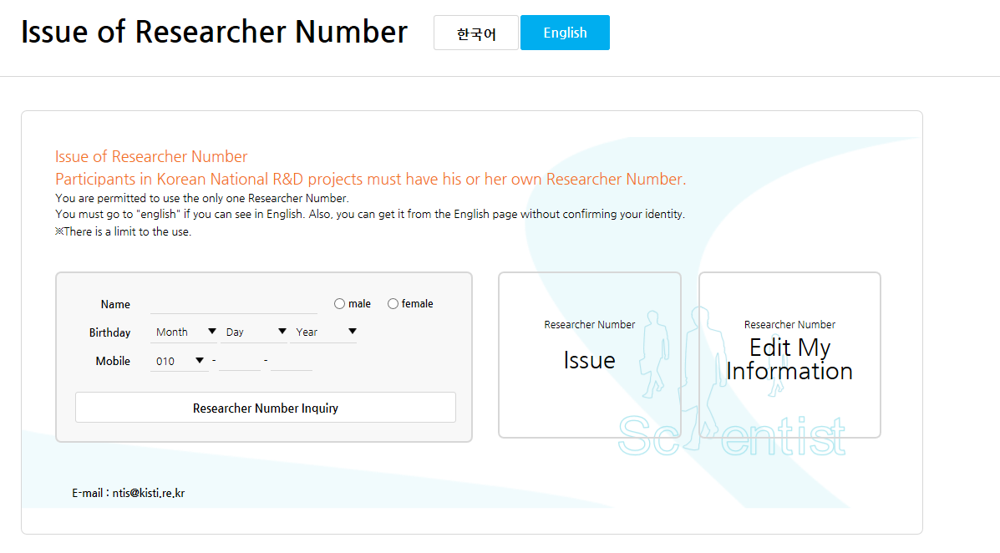 Issue of Researcher Number
한국어
English
Issue of Researcher Number
Participants in Korean National R&D projects must have his or her own Researcher Number.
You are permitted to use the only one Researcher Number.
You must go to "english" if you can see in English. Also, you can get it from the English page without confirming your identity.
※There is a limit to the use.
Name
male
female
Birthday
Month ▼ Day ▼ Year ▼
Mobile
010 ▼ - -
Researcher Number Inquiry
Researcher Number
Issue
Researcher Number
Edit My
Information
Scientist
E-mail : ntis@kisti.re.kr